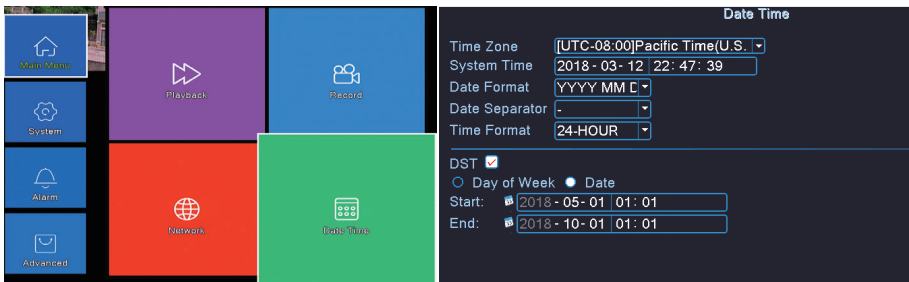 Main Menu
Playback
Record
System
Alarm
Network
Date Time
Advanced
Date Time
Time Zone [UTC-08:00]Pacific Time(U.S.
System Time 2018-03-12 22:47:39
Date Format YYYY MM D
Date Separator -
Time Format 24-HOUR
DST
Day of Week Date
Start: 2018-05-01 01:01
End: 2018-10-01 01:01